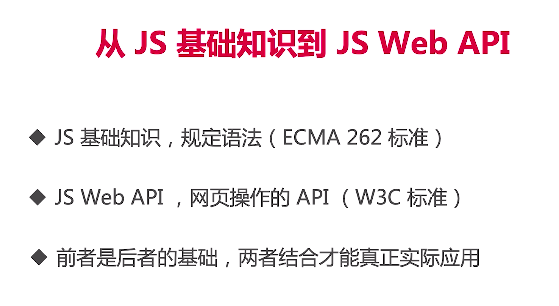 从 JS 基础知识到 JS Web API
◆ JS 基础知识，规定语法（ECMA 262 标准）
◆ JS Web API ，网页操作的 API （W3C 标准）
◆ 前者是后者的基础，两者结合才能真正实际应用